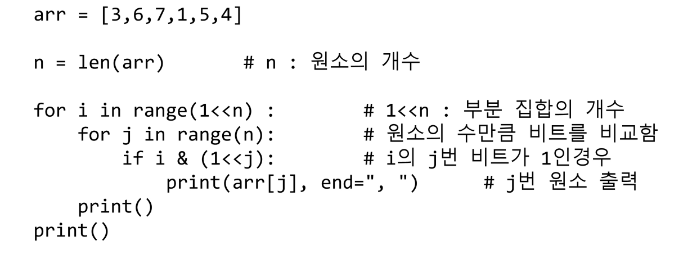 arr = [3,6,7,1,5,4]
n = len(arr)        # n : 원소의 개수
for i in range(1<<n) :        # 1<<n : 부분 집합의 개수
    for j in range(n):        # 원소의 수만큼 비트를 비교함
        if i & (1<<j):        # i의 j번 비트가 1인경우
            print(arr[j], end=", ")      # j번 원소 출력
    print()
print()